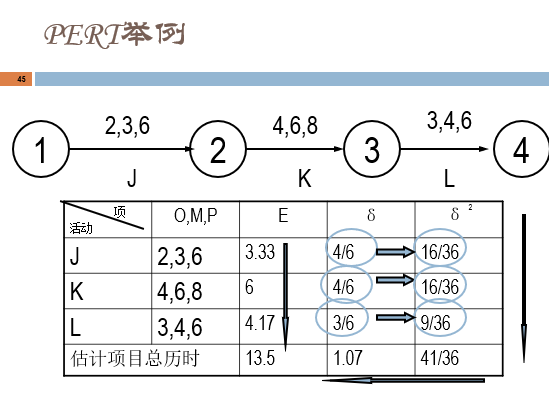 PERT举例
45
2,3,6 4,6,8 3,4,6
1 2 3 4
J K L
项 活动 O,M,P E δ δ 2
J 2,3,6 3.33 4/6 16/36
K 4,6,8 6 4/6 16/36
L 3,4,6 4.17 3/6 9/36
估计项目总历时 13.5 1.07 41/36